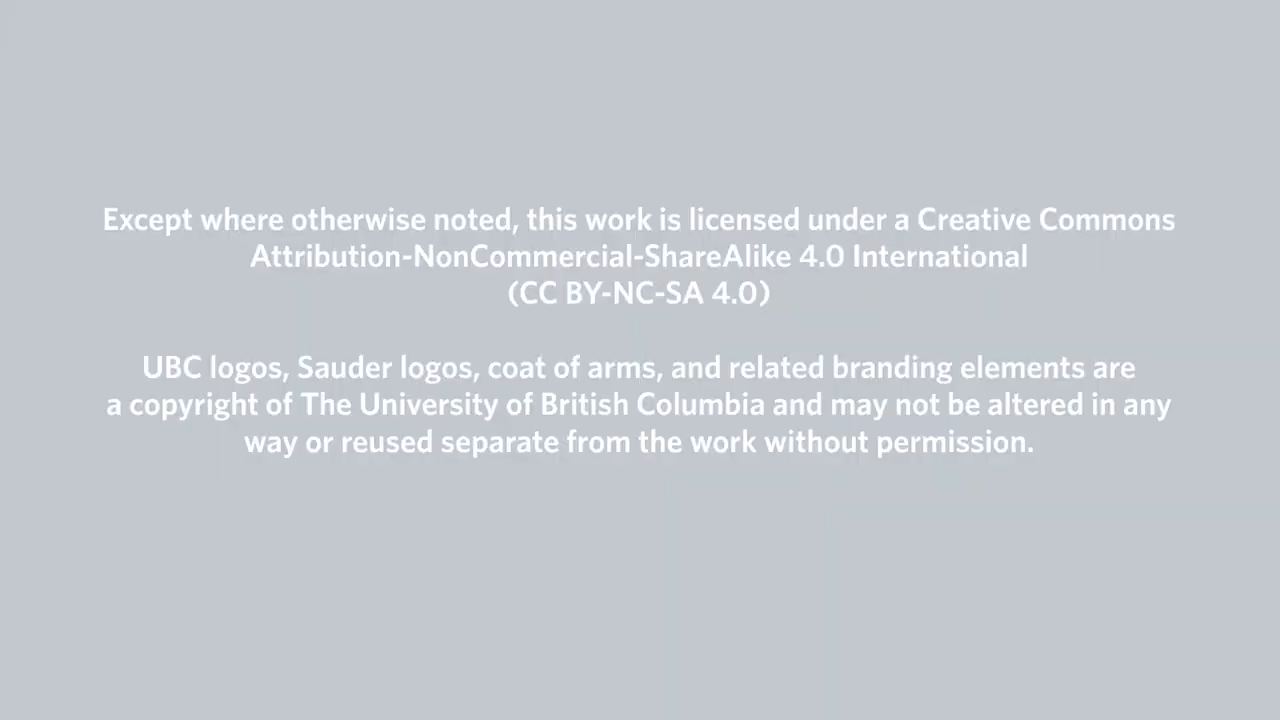 Except where otherwise noted, this work is licensed under a Creative Commons
Attribution-NonCommercial-ShareAlike 4.0 International
(CC BY-NC-SA 4.0)
UBC logos, Sauder logos, coat of arms, and related branding elements are
a copyright of The University of British Columbia and may not be altered in any
way or reused separate from the work without permission.